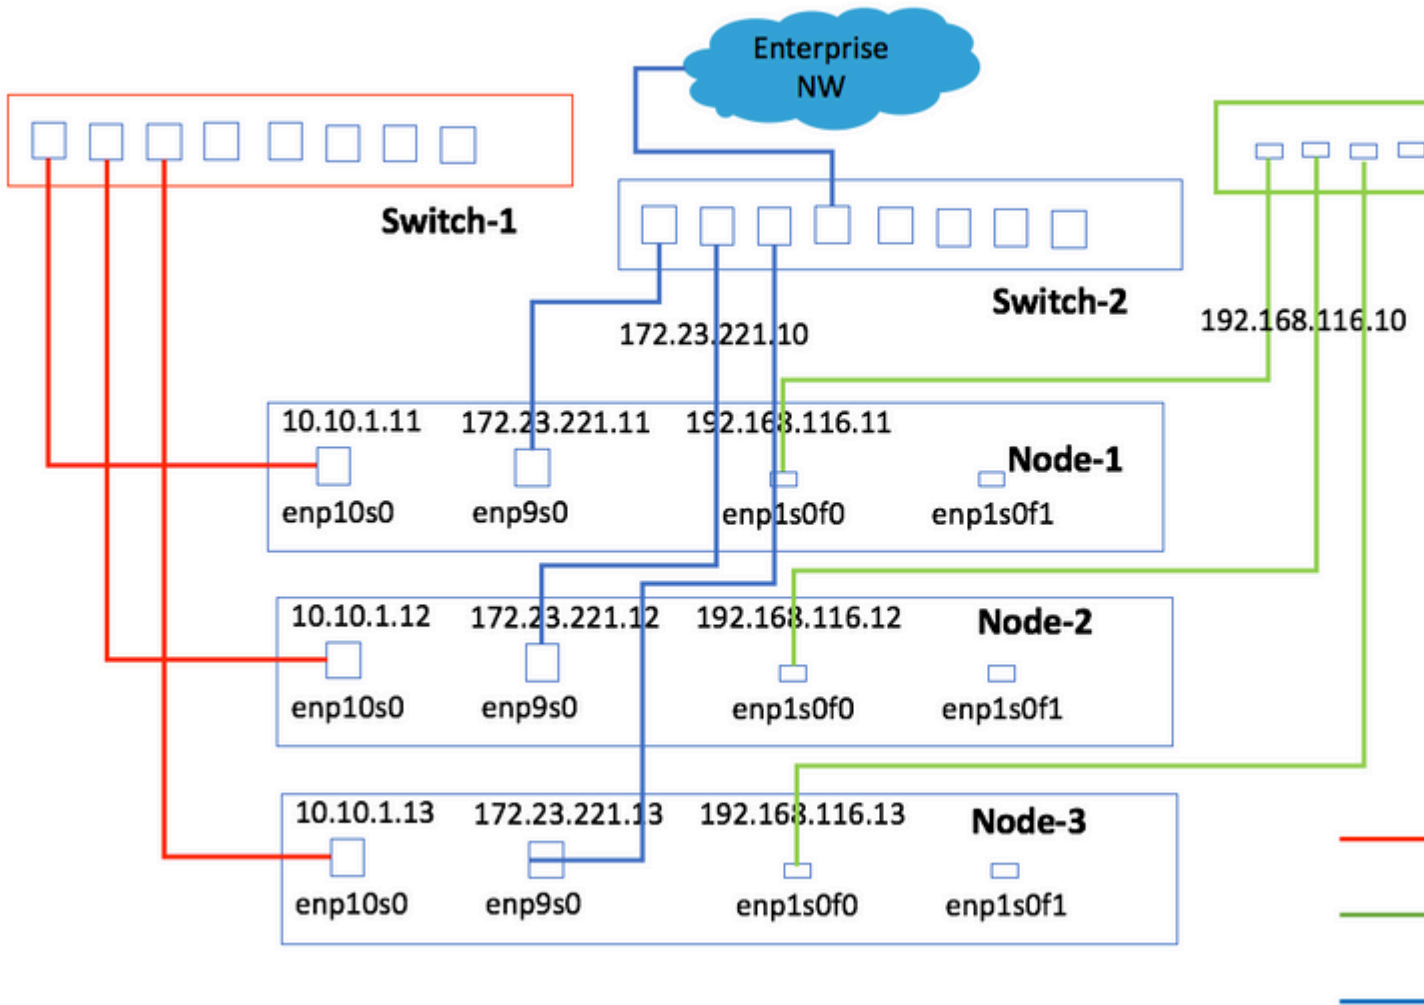 Enterprise
NW
Switch-1
Switch-2
172.23.221.10
192.168.116.10
10.10.1.11 172.23.221.11 192.168.116.11
Node-1
enp10s0 enp9s0 enp1s0f0 enp1s0f1
10.10.1.12 172.23.221.12 192.168.116.12 Node-2
enp10s0 enp9s0 enp1s0f0 enp1s0f1
10.10.1.13 172.23.221.13 192.168.116.13 Node-3
enp10s0 enp9s0 enp1s0f0 enp1s0f1